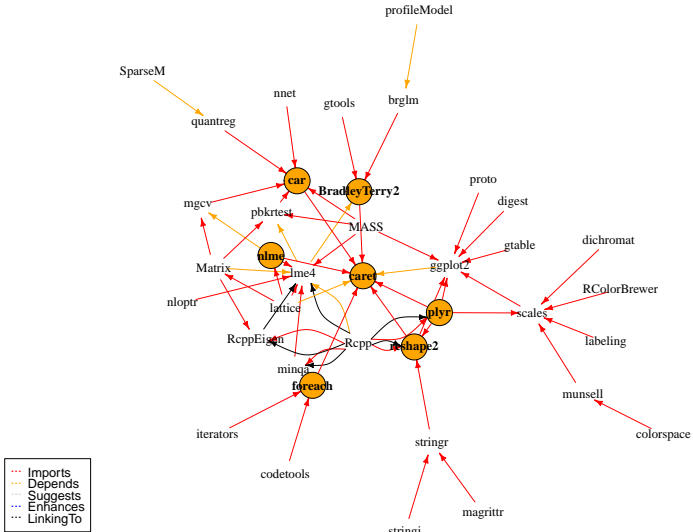 profileModel
SparseM
nnet
gtools
brglm
quantreg
car
BradleyTerry2
proto
digest
mgcv
pbkrtest
MASS
gtable
dichromat
nlme
Matrix
lme4
caret
ggplot2
RColorBrewer
nloptr
lattice
plyr
scales
RcppEigen
Rcpp
reshape2
labeling
minqa
foreach
munsell
iterators
stringr
colorspace
codetools
magrittr
stringi
Imports
Depends
Suggests
Enhances
LinkingTo